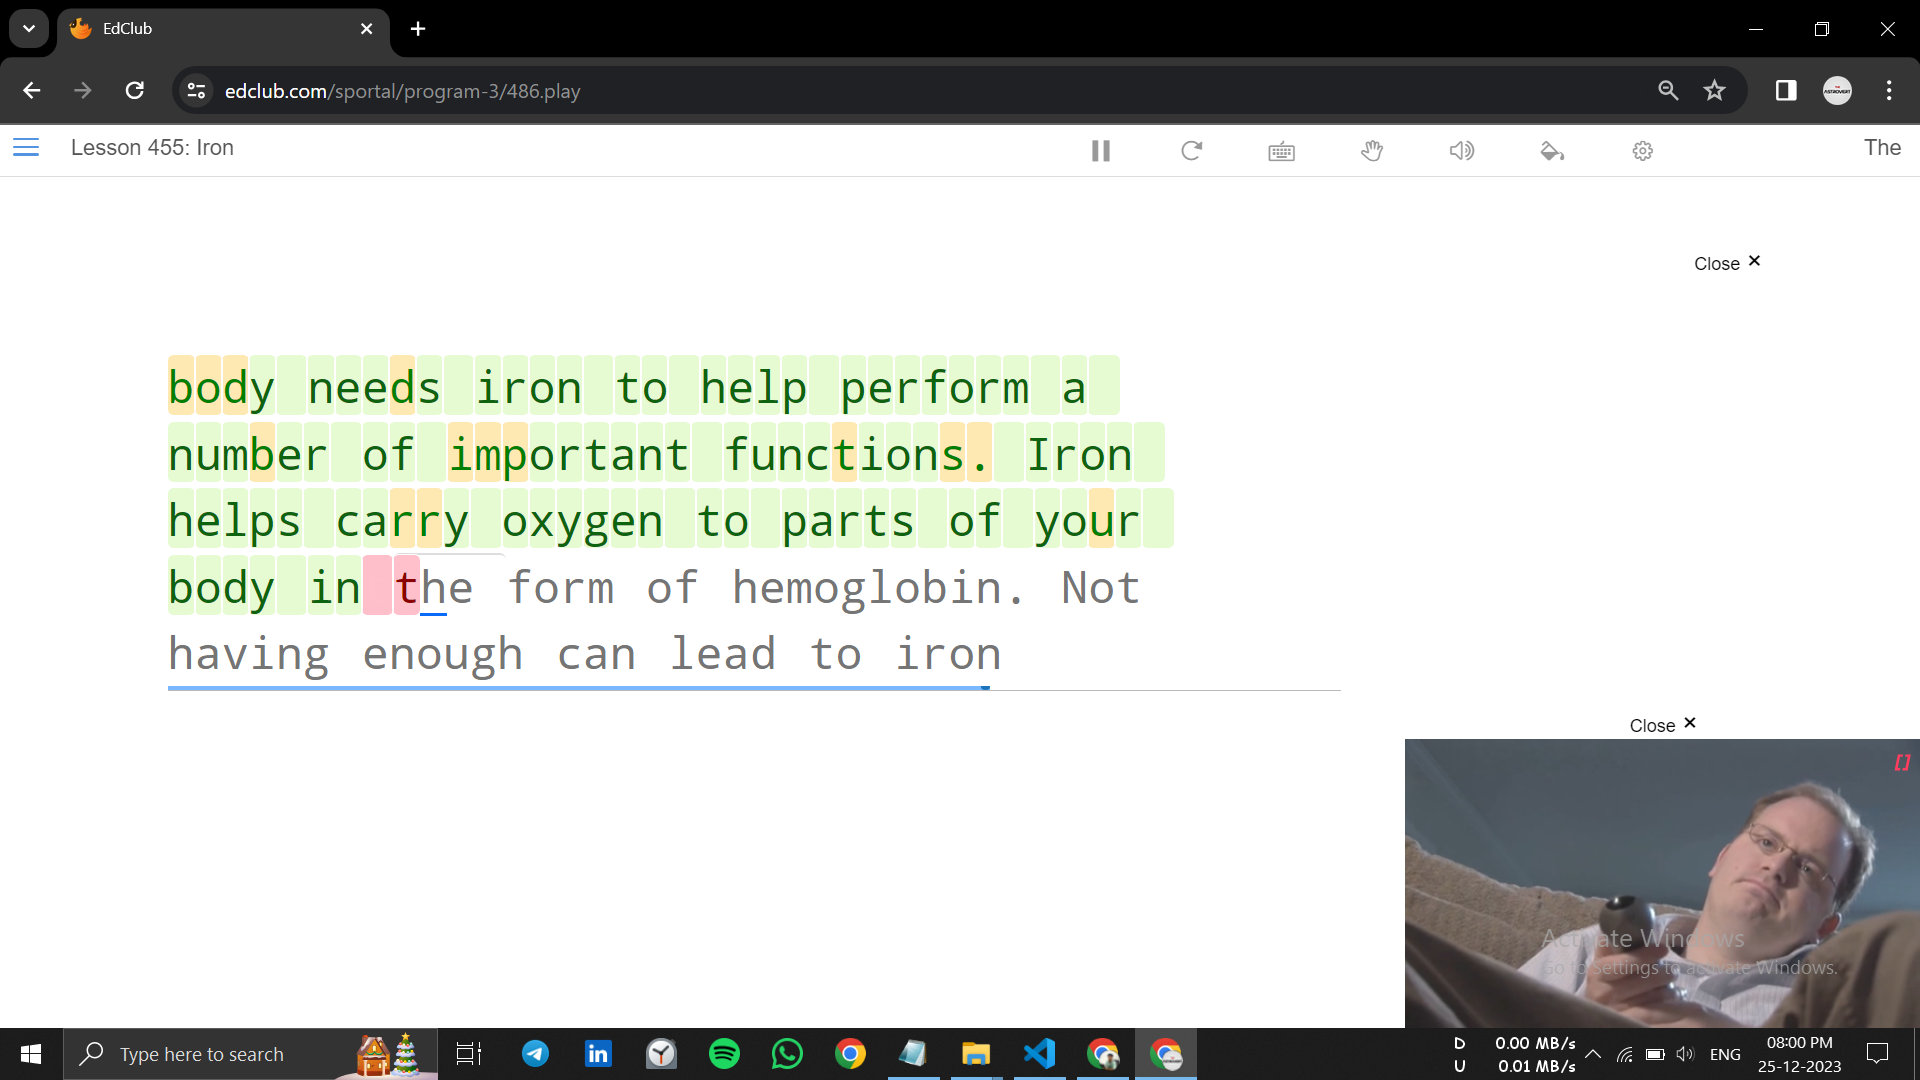 EdClub
edclub.com/sportal/program-3/486.play
Lesson 455: Iron
The
Close ×
body needs iron to help perform a
number of important functions. Iron
helps carry oxygen to parts of your
body in the form of hemoglobin. Not
having enough can lead to iron
Close ×
[]
Activate Windows
Go to Settings to activate Windows.
Type here to search
D 0.00 MB/s
U 0.01 MB/s
ENG
08:00 PM
25-12-2023